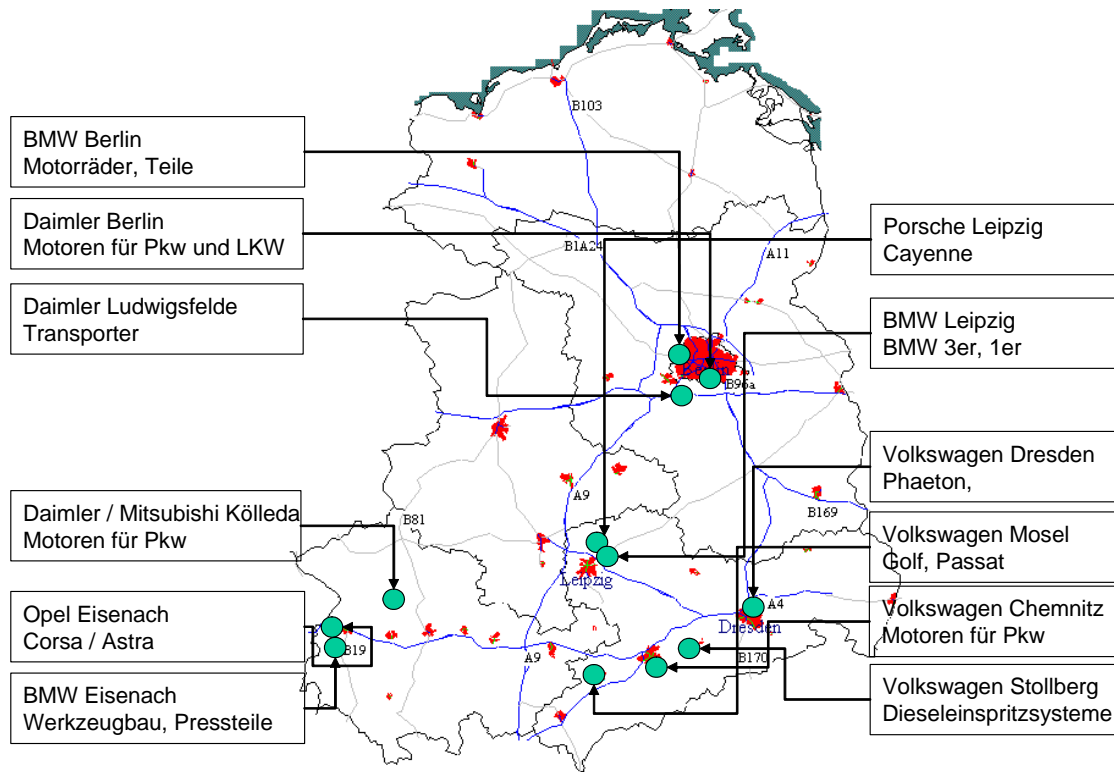 BMW Berlin
Motorräder, Teile
Daimler Berlin
Motoren für Pkw und LKW
Daimler Ludwigsfelde
Transporter
Daimler / Mitsubishi Kölleda
Motoren für Pkw
Opel Eisenach
Corsa / Astra
BMW Eisenach
Werkzeugbau, Pressteile
B103
B1A24
A11
B96a
A9
B81
B169
Leipzig
A4
Dresden
B19
A9
B170
Porsche Leipzig
Cayenne
BMW Leipzig
BMW 3er, 1er
Volkswagen Dresden
Phaeton,
Volkswagen Mosel
Golf, Passat
Volkswagen Chemnitz
Motoren für Pkw
Volkswagen Stollberg
Dieseleinspritzsysteme